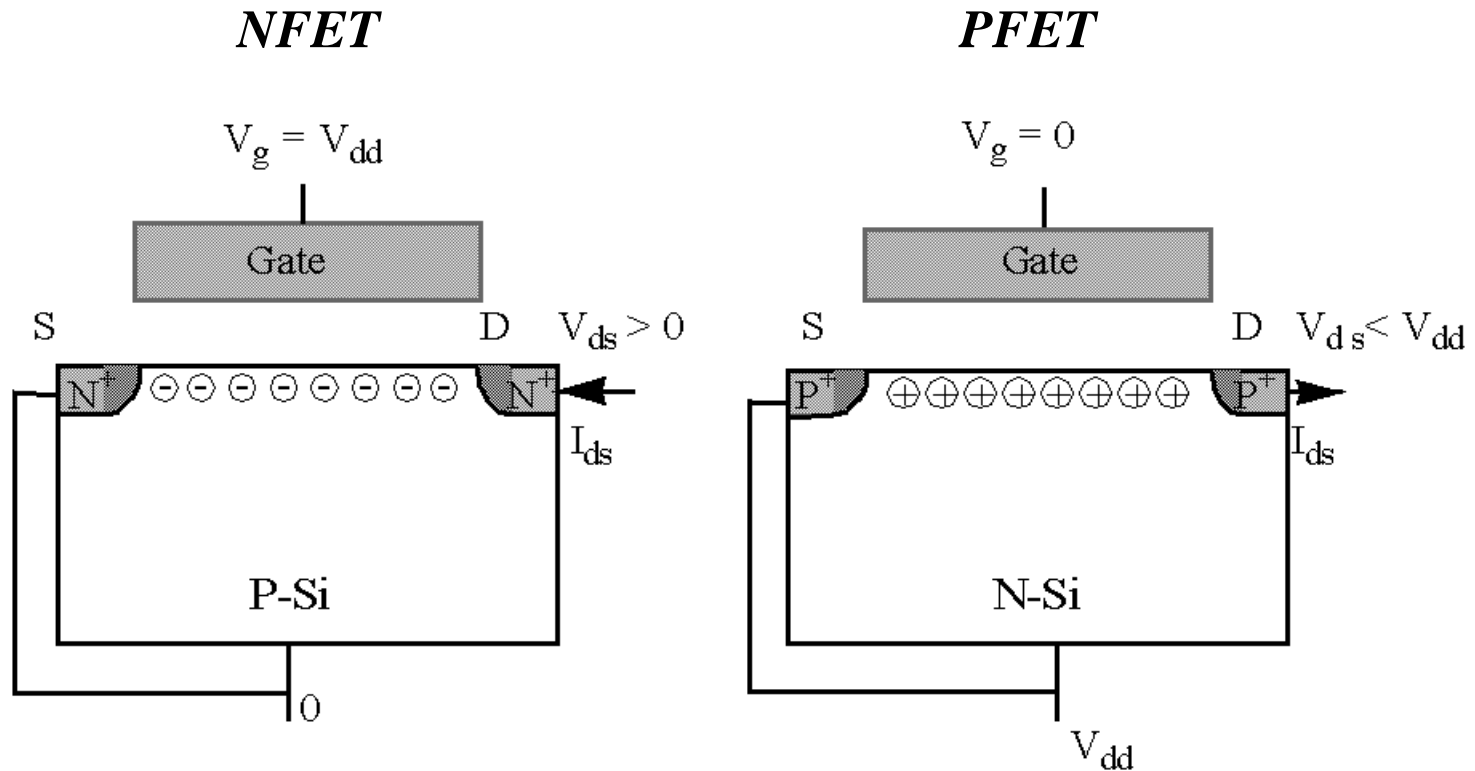 NFET
PFET
V_g = V_dd
V_g = 0
Gate
Gate
S
D
V_ds > 0
S
D
V_ds < V_dd
N⁺
N⁺
P⁺
P⁺
- - - - - - - -
+ + + + + + + +
I_ds
I_ds
P-Si
N-Si
0
V_dd